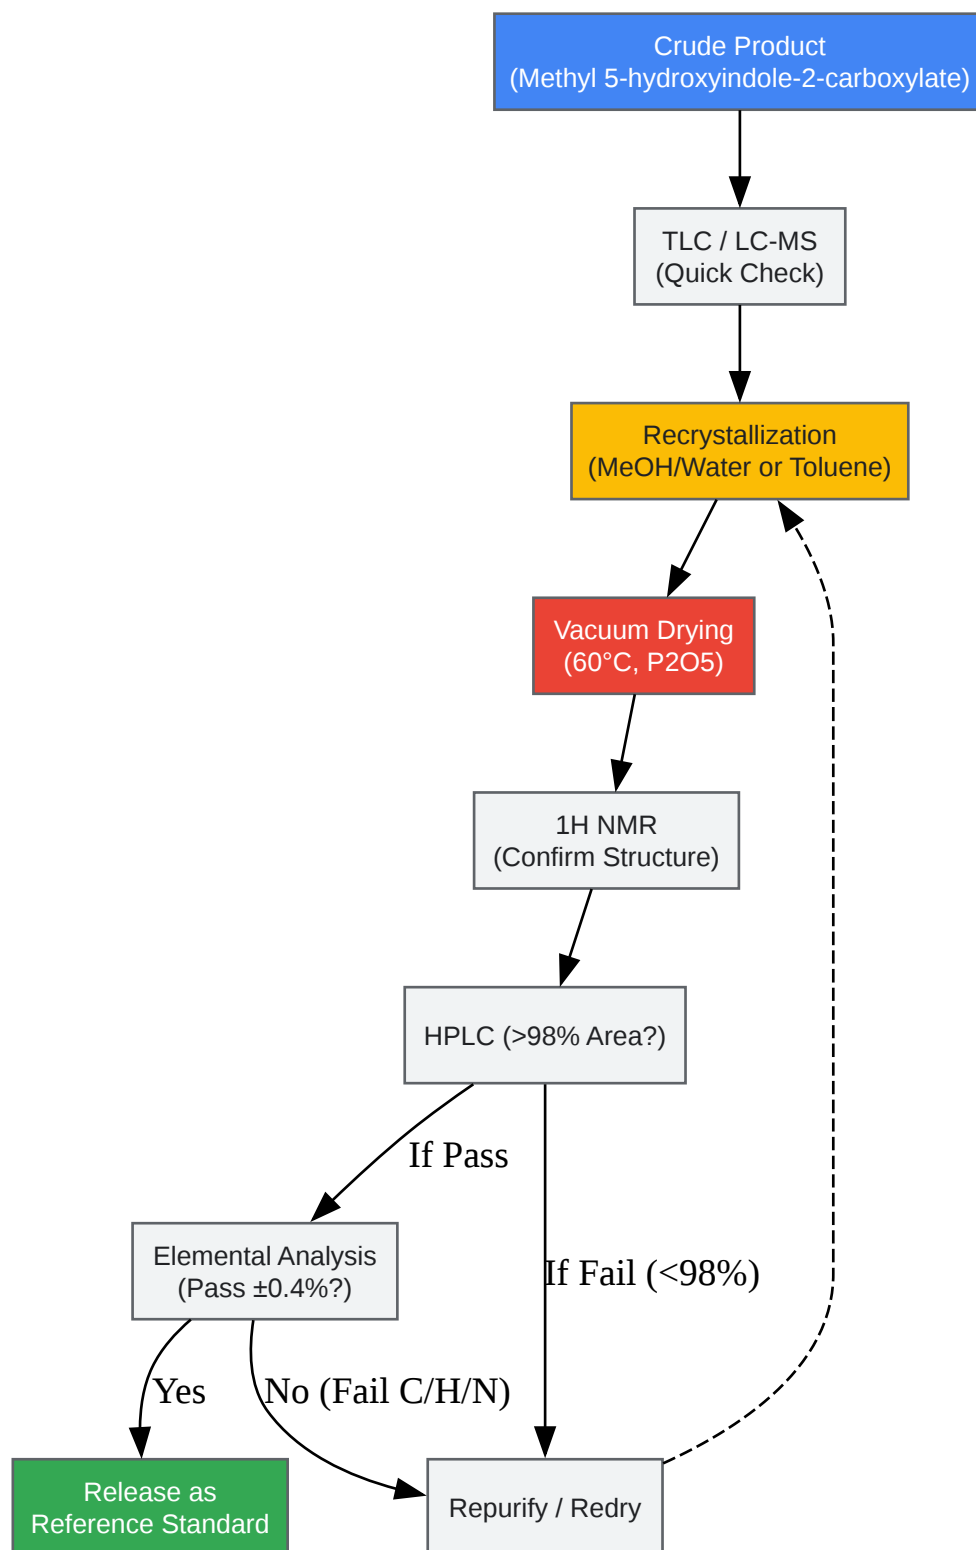 Crude Product
(Methyl 5-hydroxyindole-2-carboxylate)
TLC / LC-MS
(Quick Check)
Recrystallization
(MeOH/Water or Toluene)
Vacuum Drying
(60°C, P2O5)
1H NMR
(Confirm Structure)
HPLC (>98% Area?)
If Pass
Elemental Analysis
(Pass ±0.4%?)
If Fail (<98%)
Yes
No (Fail C/H/N)
Release as
Reference Standard
Repurify / Redry